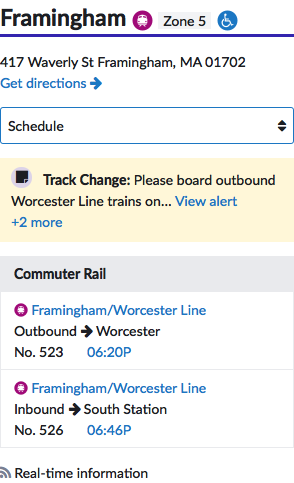 Framingham Zone 5
417 Waverly St Framingham, MA 01702
Get directions →
Schedule
Track Change: Please board outbound
Worcester Line trains on... View alert
+2 more
Commuter Rail
Framingham/Worcester Line
Outbound → Worcester
No. 523 06:20P
Framingham/Worcester Line
Inbound → South Station
No. 526 06:46P
Real-time information